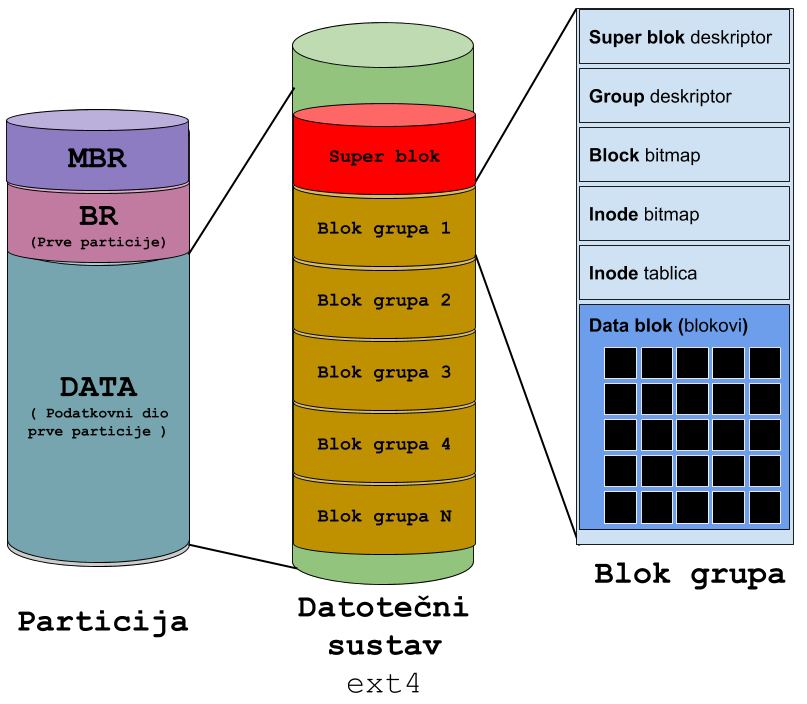 MBR
BR
(Prve particije)
DATA
( Podatkovni dio
prve particije )
Particija
Super blok
Blok grupa 1
Blok grupa 2
Blok grupa 3
Blok grupa 4
Blok grupa N
Datotečni
sustav
ext4
Super blok deskriptor
Group deskriptor
Block bitmap
Inode bitmap
Inode tablica
Data blok (blokovi)
Blok grupa